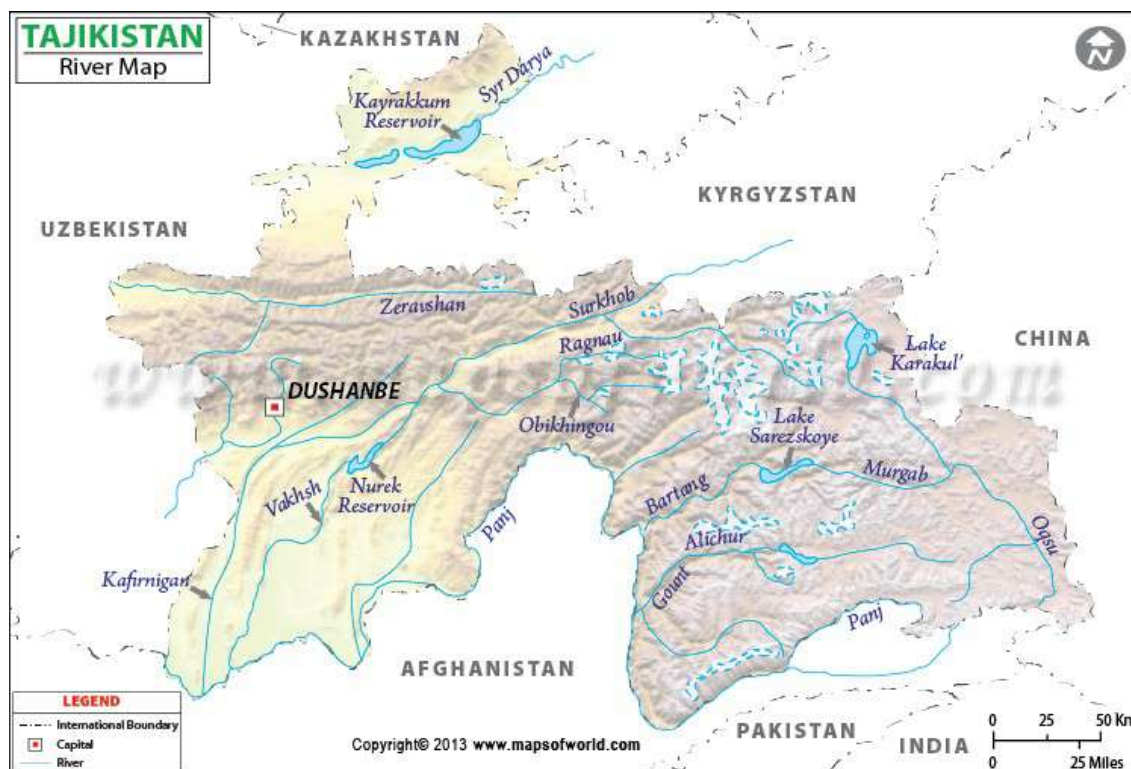 TAJIKISTAN
River Map
KAZAKHSTAN
N
Syr Darya
Kayrakkum
Reservoir
KYRGYZSTAN
UZBEKISTAN
Zeravshan
Surkhob
Ragnau
CHINA
Lake
Karakul'
DUSHANBE
Obikhingou
Lake
Sarezskoye
Nurek
Reservoir
Vakhsh
Bartang
Murgab
Panj
Alichur
Oqsu
Kafirnigan
Gount
Panj
AFGHANISTAN
PAKISTAN
INDIA
LEGEND
International Boundary
Capital
River
Copyright© 2013 www.mapsofworld.com
0 25 50 Km
0 25 Miles